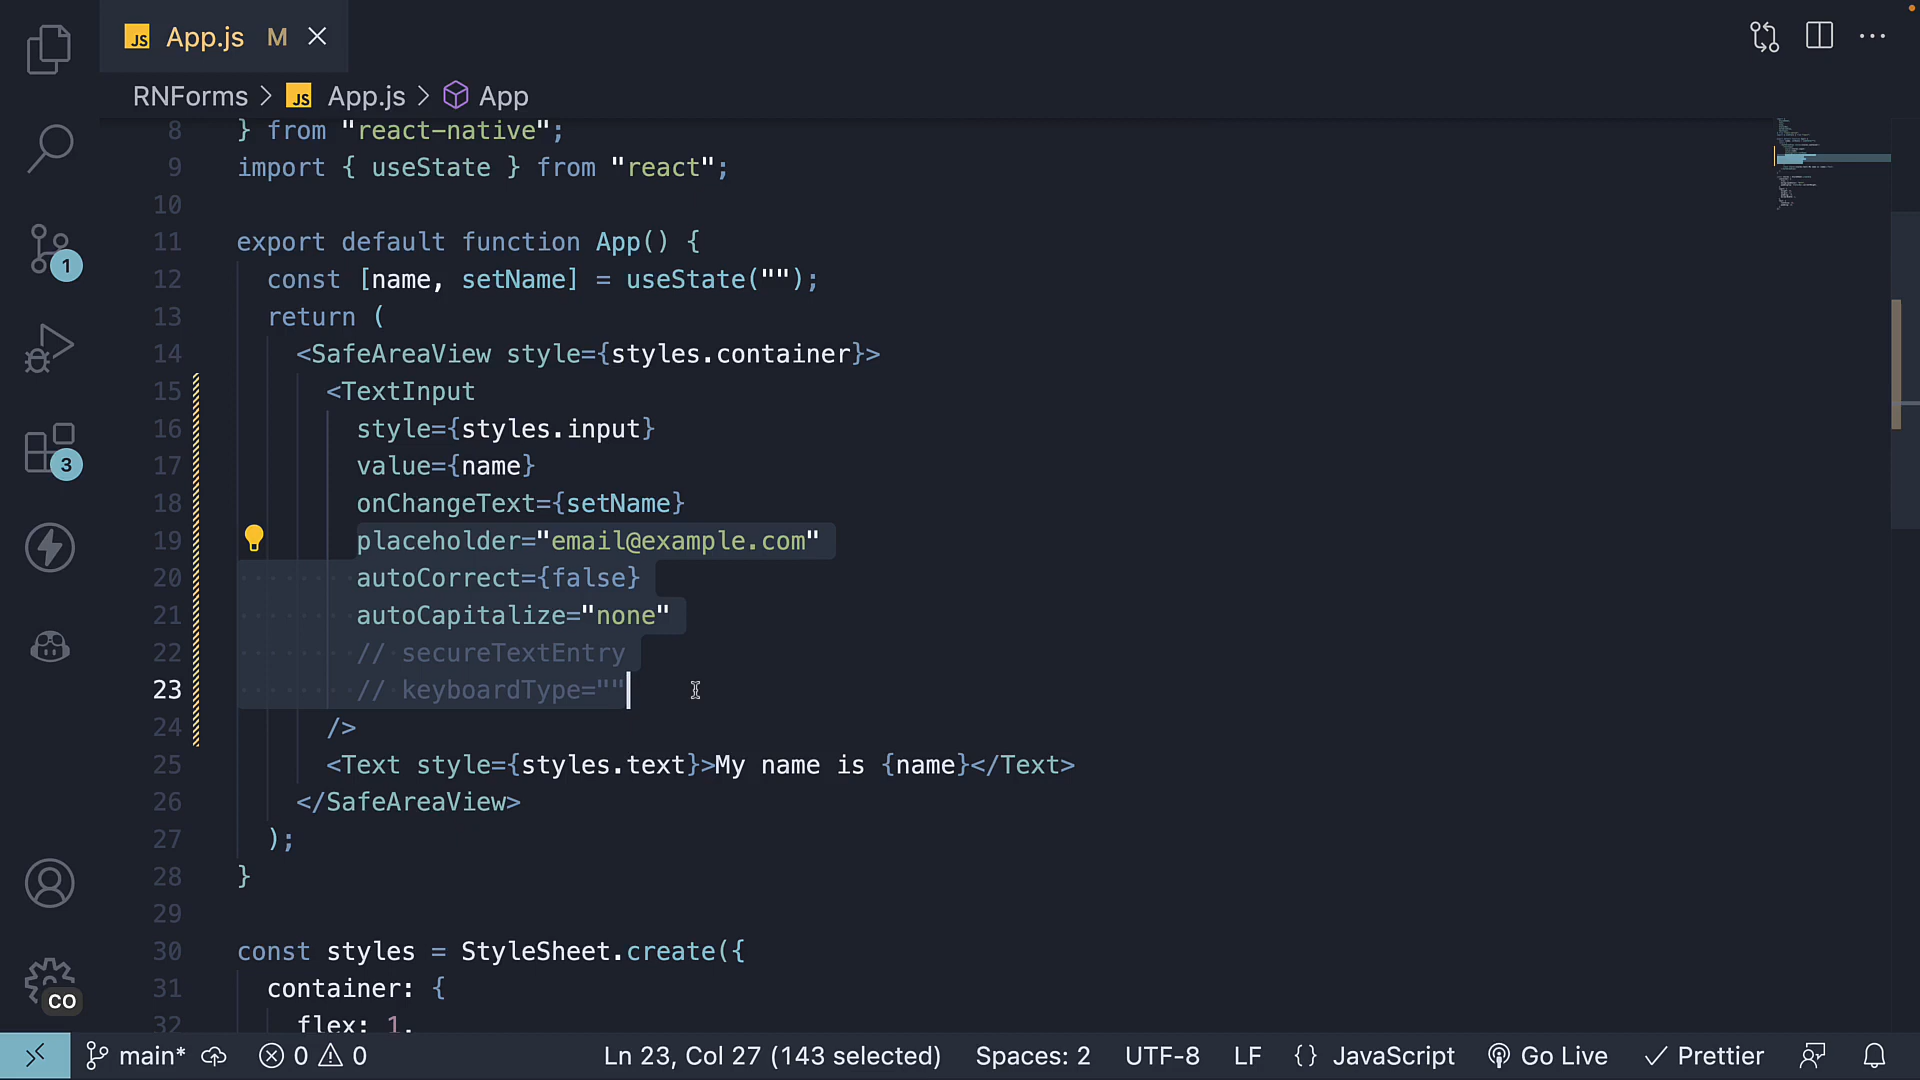 JS App.js M
RNForms > JS App.js > App
8 } from "react-native";
9 import { useState } from "react";
10
11 export default function App() {
12 const [name, setName] = useState("");
13 return (
14 <SafeAreaView style={styles.container}>
15 <TextInput
16 style={styles.input}
17 value={name}
18 onChangeText={setName}
19 placeholder="email@example.com"
20 autoCorrect={false}
21 autoCapitalize="none"
22 // secureTextEntry
23 // keyboardType=""
24 />
25 <Text style={styles.text}>My name is {name}</Text>
26 </SafeAreaView>
27 );
28 }
29
30 const styles = StyleSheet.create({
31 container: {
32 flex: 1,
1
3
CO
main* 0 0 Ln 23, Col 27 (143 selected) Spaces: 2 UTF-8 LF {} JavaScript Go Live Prettier